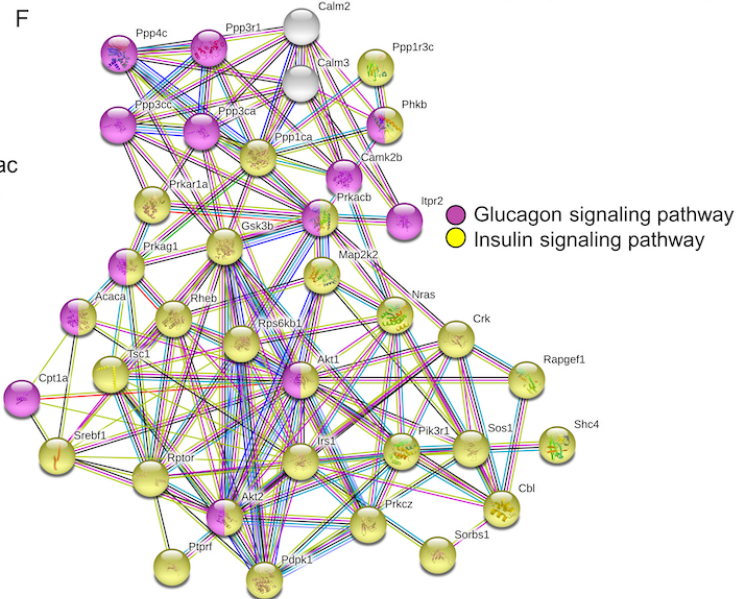 F
Calm2
Ppp4c
Ppp3r1
Ppp1r3c
Calm3
Ppp3cc
Ppp3ca
Phkb
Ppp1ca
Camk2b
ac
Prkar1a
Prkacb
Itpr2
Glucagon signaling pathway
Insulin signaling pathway
Gsk3b
Prkag1
Map2k2
Acaca
Rheb
Nras
Rps6kb1
Crk
Tsc1
Akt1
Rapgef1
Cpt1a
Srebf1
Irs1
Pik3r1
Sos1
Shc4
Rptor
Akt2
Prkcz
Cbl
Sorbs1
Ptprf
Pdpk1